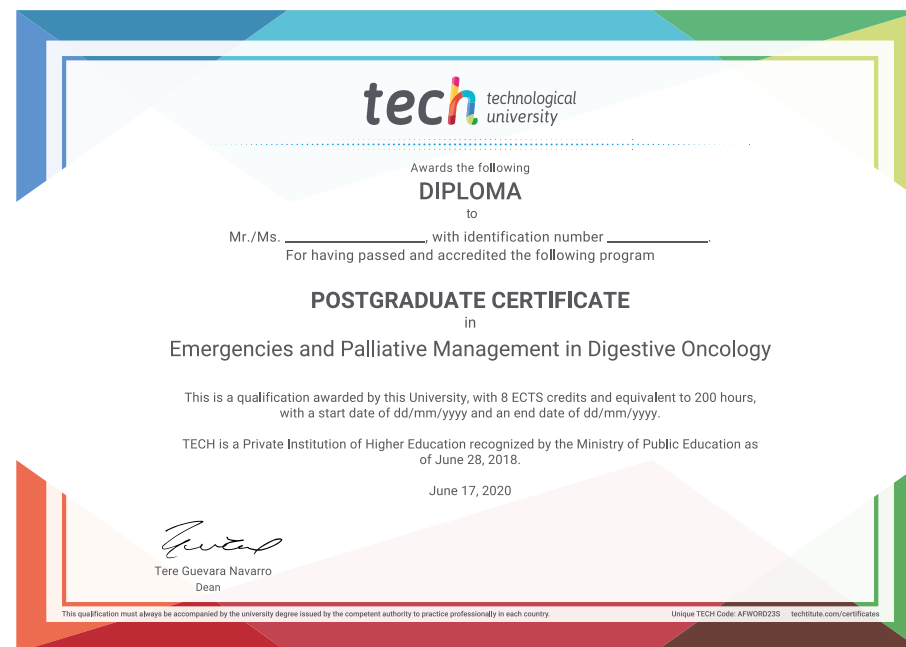 tech technological
university
Awards the following
DIPLOMA
to
Mr./Ms. ____________________, with identification number _______________.
For having passed and accredited the following program
POSTGRADUATE CERTIFICATE
in
Emergencies and Palliative Management in Digestive Oncology
This is a qualification awarded by this University, with 8 ECTS credits and equivalent to 200 hours,
with a start date of dd/mm/yyyy and an end date of dd/mm/yyyy.
TECH is a Private Institution of Higher Education recognized by the Ministry of Public Education as
of June 28, 2018.
June 17, 2020
Tere Guevara Navarro
Dean
This qualification must always be accompanied by the university degree issued by the competent authority to practice professionally in each country. Unique TECH Code: AFWORD23S techtitute.com/certificates